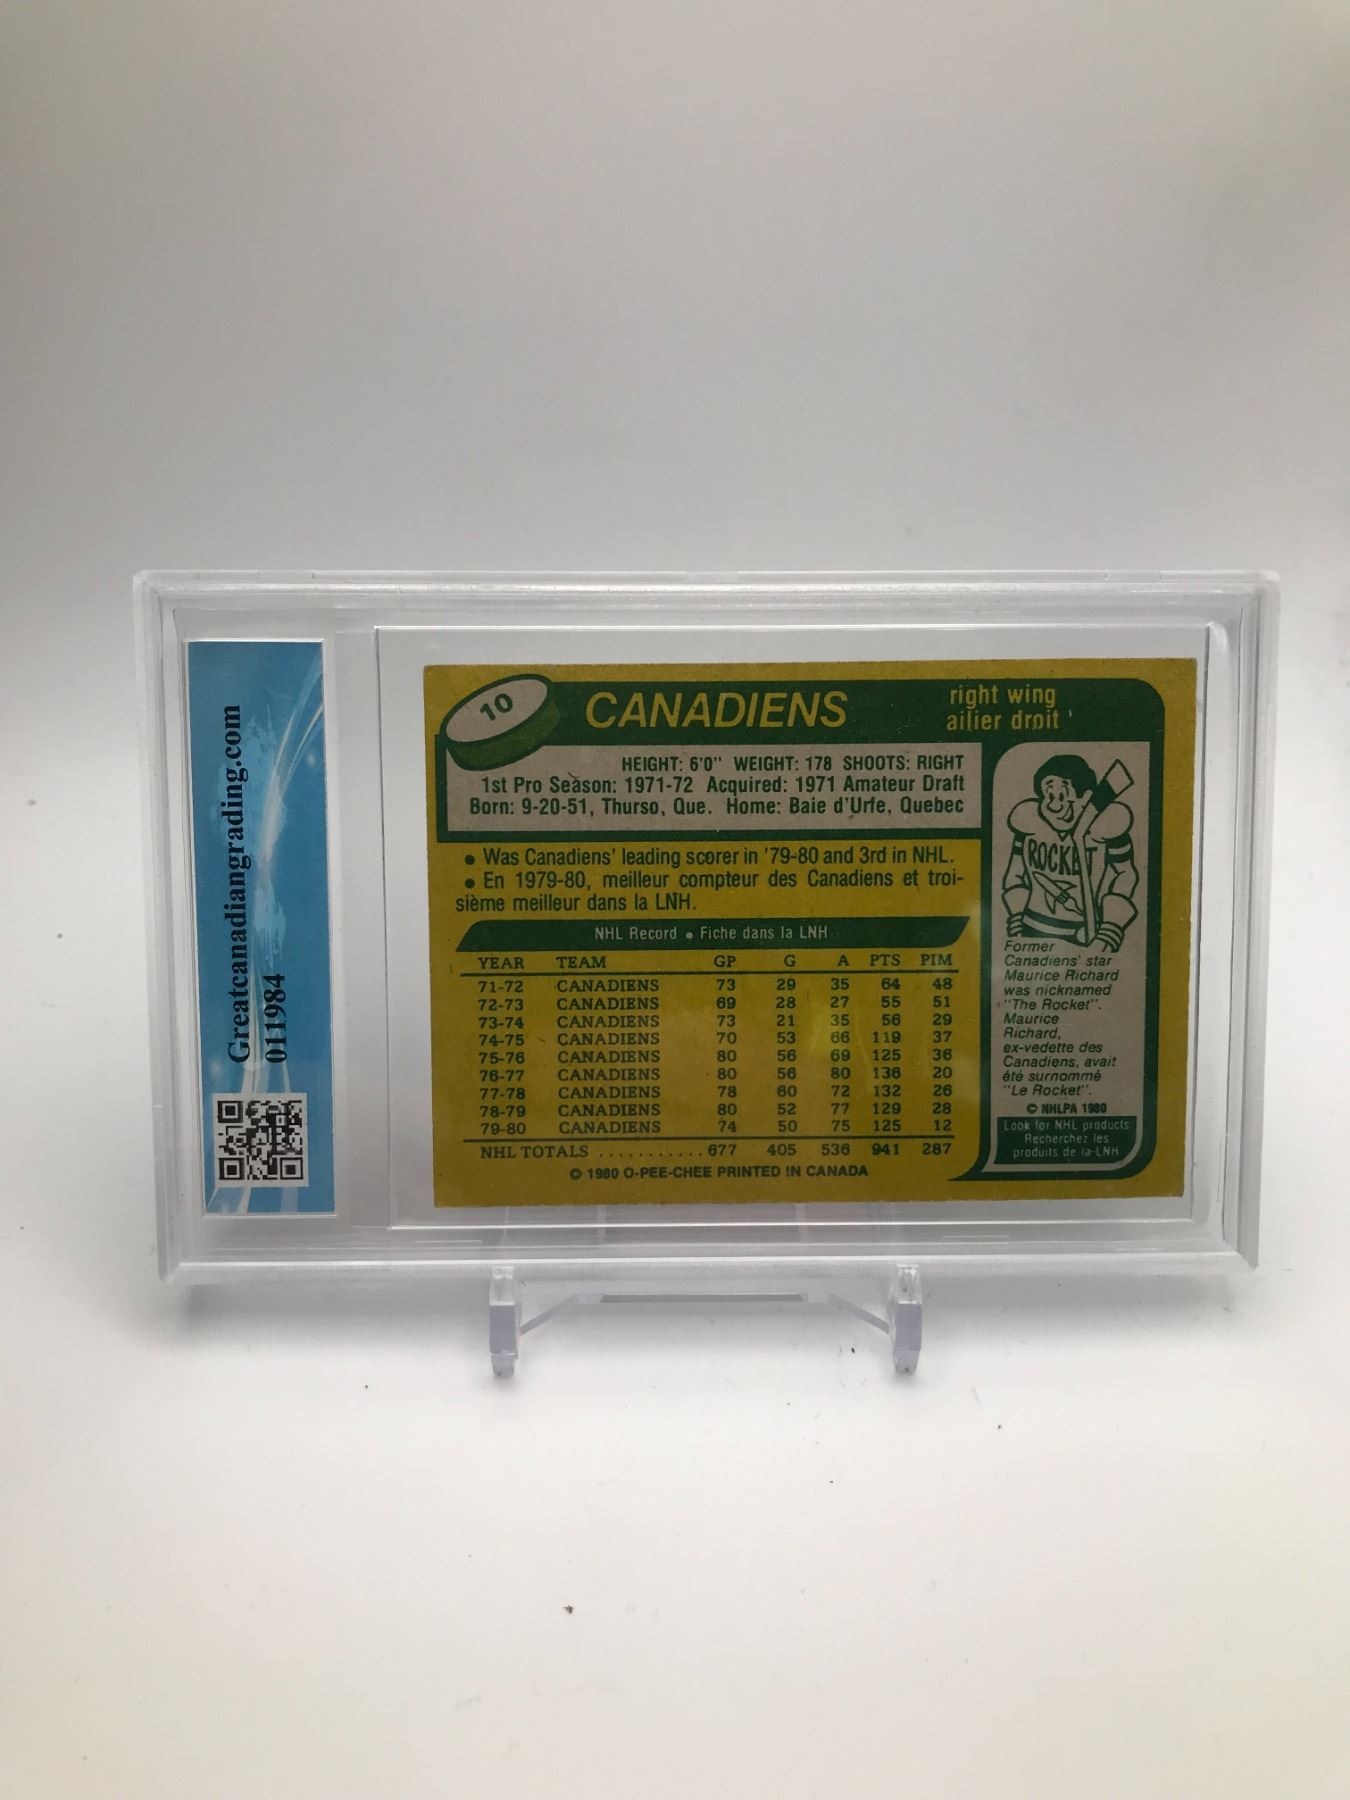 Greatcanadiangrading.com
011984
10
CANADIENS
right wing
ailier droit
HEIGHT: 6'0" WEIGHT: 178 SHOOTS: RIGHT
1st Pro Season: 1971-72 Acquired: 1971 Amateur Draft
Born: 9-20-51, Thurso, Que. Home: Baie d'Urfe, Quebec
• Was Canadiens' leading scorer in '79-80 and 3rd in NHL.
• En 1979-80, meilleur compteur des Canadiens et troi-
sième meilleur dans la LNH.
NHL Record • Fiche dans la LNH
YEAR TEAM GP G A PTS PIM
71-72 CANADIENS 73 29 35 64 48
72-73 CANADIENS 69 28 27 55 51
73-74 CANADIENS 73 21 35 56 29
74-75 CANADIENS 70 53 66 119 37
75-76 CANADIENS 80 56 69 125 36
76-77 CANADIENS 80 56 80 136 20
77-78 CANADIENS 78 60 72 132 26
78-79 CANADIENS 80 52 77 129 28
79-80 CANADIENS 74 50 75 125 12
NHL TOTALS ........... 677 405 536 941 287
© 1980 O-PEE-CHEE PRINTED IN CANADA
ROCKET
Former
Canadiens' star
Maurice Richard
was nicknamed
"The Rocket".
Maurice
Richard,
ex-vedette des
Canadiens, avait
été surnommé
"Le Rocket".
© NHLPA 1980
Look for NHL products
Recherchez les
produits de la LNH